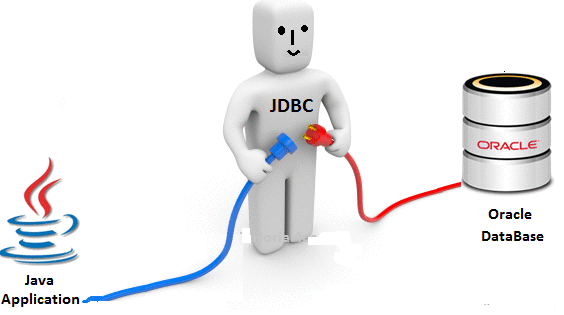 JDBC
ORACLE
Oracle
DataBase
Java
Application